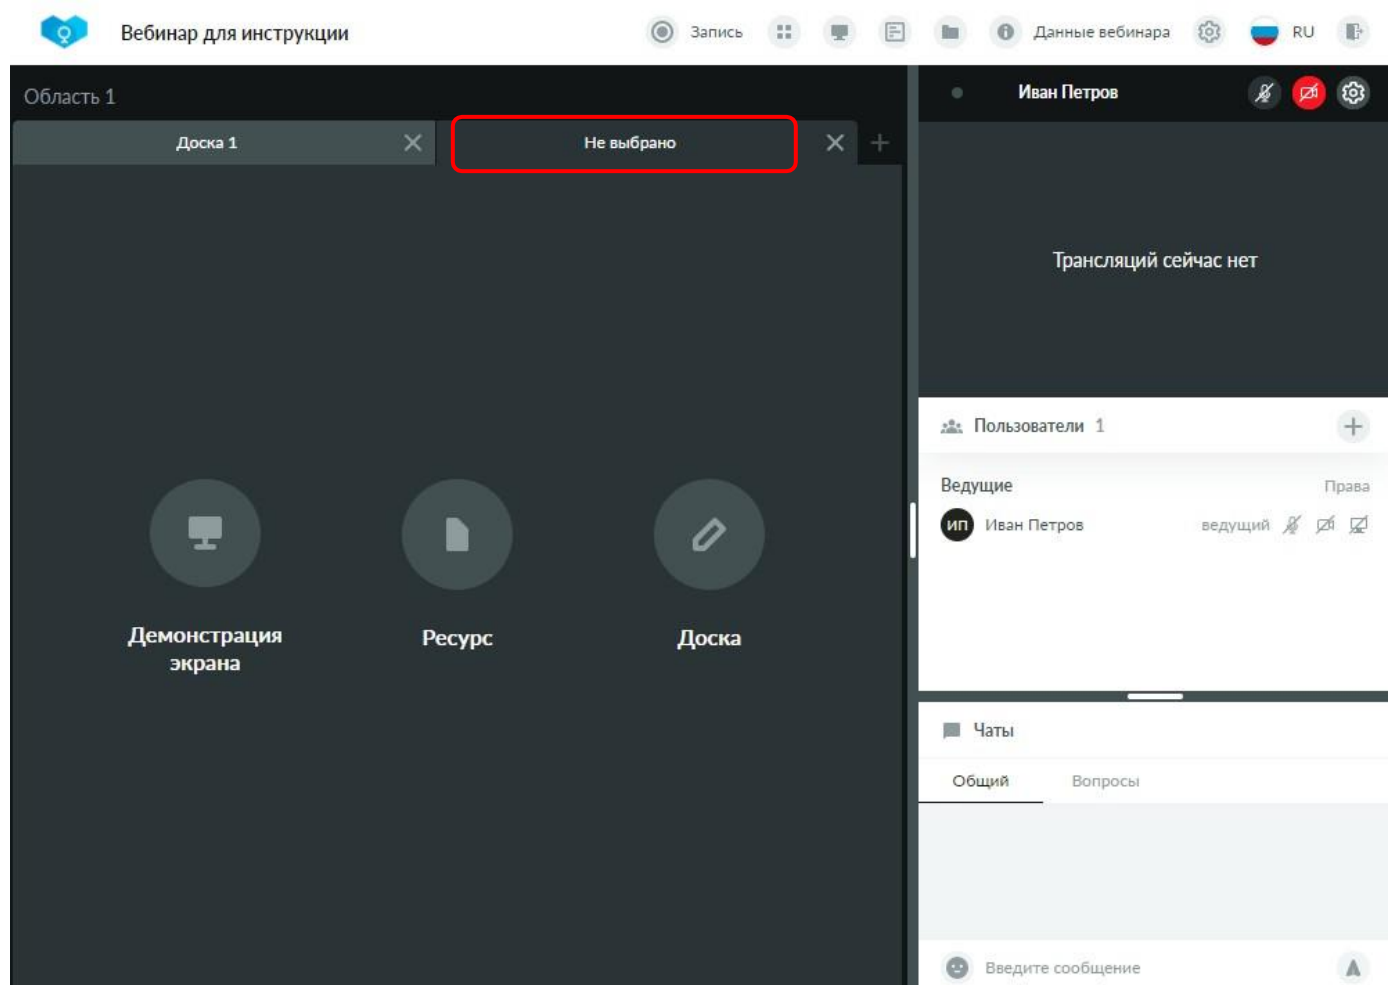 Вебинар для инструкции
Запись
Данные вебинара
RU
Область 1
Доска 1
Не выбрано
Демонстрация
экрана
Ресурс
Доска
Иван Петров
Трансляций сейчас нет
Пользователи 1
Ведущие
Права
ИП Иван Петров
ведущий
Чаты
Общий
Вопросы
Введите сообщение